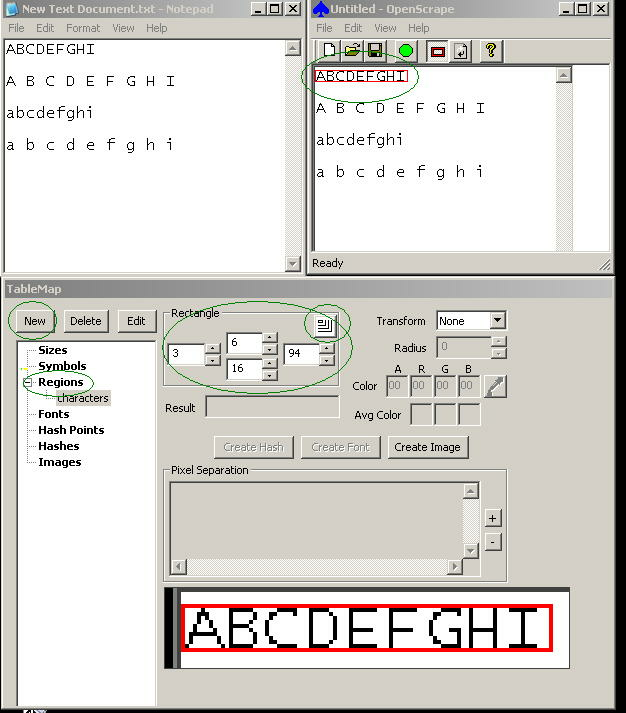 New Text Document.txt - Notepad
File Edit Format View Help
ABCDEFGHI
A B C D E F G H I
abcdefghi
a b c d e f g h i
Untitled - OpenScrape
File Edit View Help
ABCDEFGHI
A B C D E F G H I
abcdefghi
a b c d e f g h i
Ready
TableMap
New Delete Edit
Sizes
Symbols
Regions
characters
Fonts
Hash Points
Hashes
Images
Rectangle
3 6 16 94
Transform None
Radius 0
A R G B
Color 00 00 00 00
Result
Avg Color
Create Hash Create Font Create Image
Pixel Separation
+
-
ABCDEFGHI